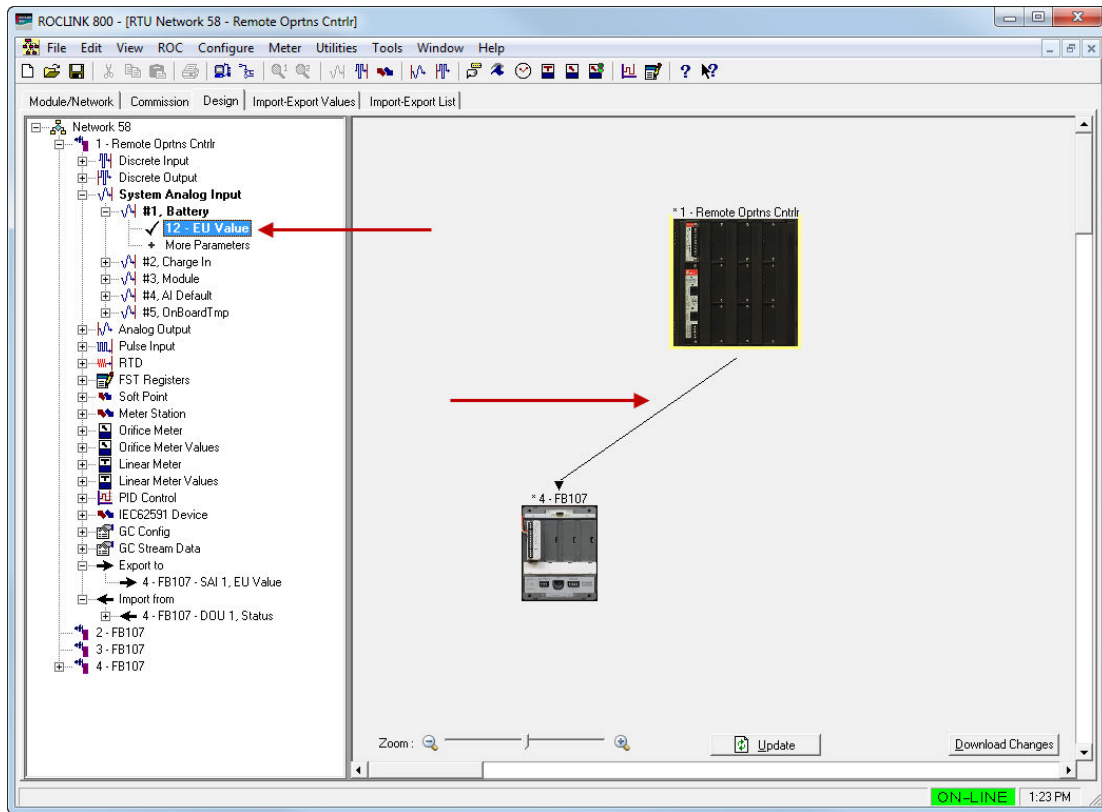 ROCLINK 800 - [RTU Network 58 - Remote Oprtns Cntrlr]
File Edit View ROC Configure Meter Utilities Tools Window Help
Module/Network Commission Design Import-Export Values Import-Export List
Network 58
1 - Remote Oprtns Cntrlr
Discrete Input
Discrete Output
System Analog Input
#1, Battery
12 - EU Value
More Parameters
#2, Charge In
#3, Module
#4, AI Default
#5, OnBoardTmp
Analog Output
Pulse Input
RTD
FST Registers
Soft Point
Meter Station
Orifice Meter
Orifice Meter Values
Linear Meter
Linear Meter Values
PID Control
IEC62591 Device
GC Config
GC Stream Data
Export to
4 - FB107 - SAI 1, EU Value
Import from
4 - FB107 - DOU 1, Status
2 - FB107
3 - FB107
4 - FB107
* 1 - Remote Oprtns Cntrlr
* 4 - FB107
Zoom :
Update
Download Changes
ON-LINE 1:23 PM